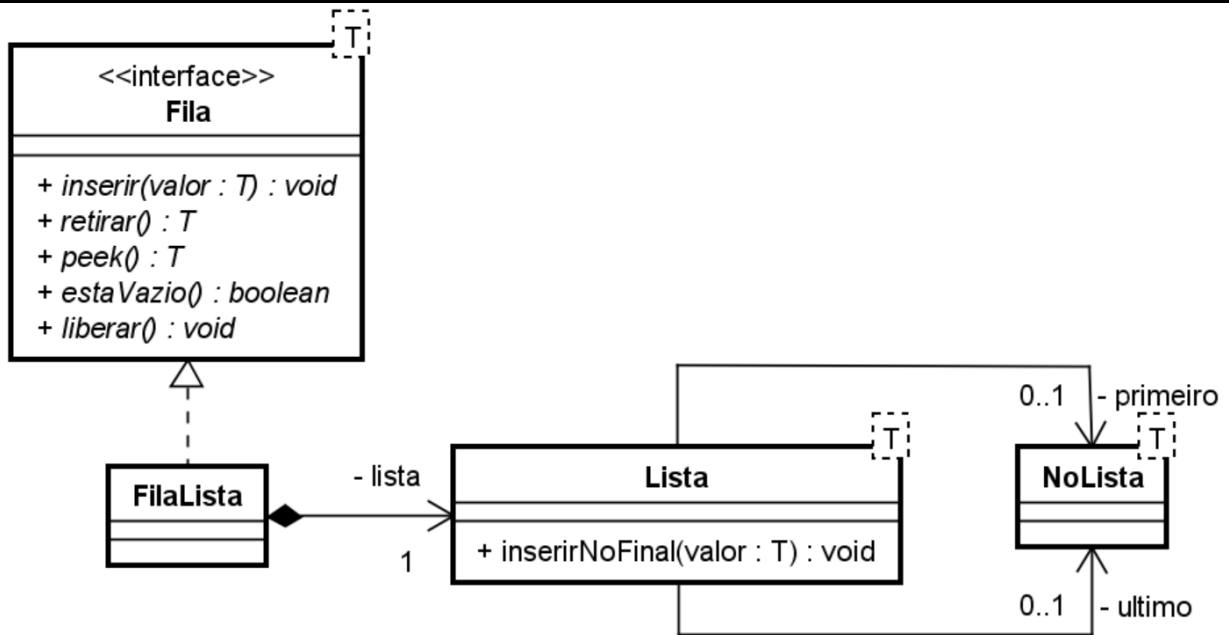 T
<<interface>>
Fila
+ inserir(valor : T) : void
+ retirar() : T
+ peek() : T
+ estaVazio() : boolean
+ liberar() : void
FilaLista
- lista
1
T
Lista
+ inserirNoFinal(valor : T) : void
0..1 - primeiro
T
NoLista
0..1 - ultimo